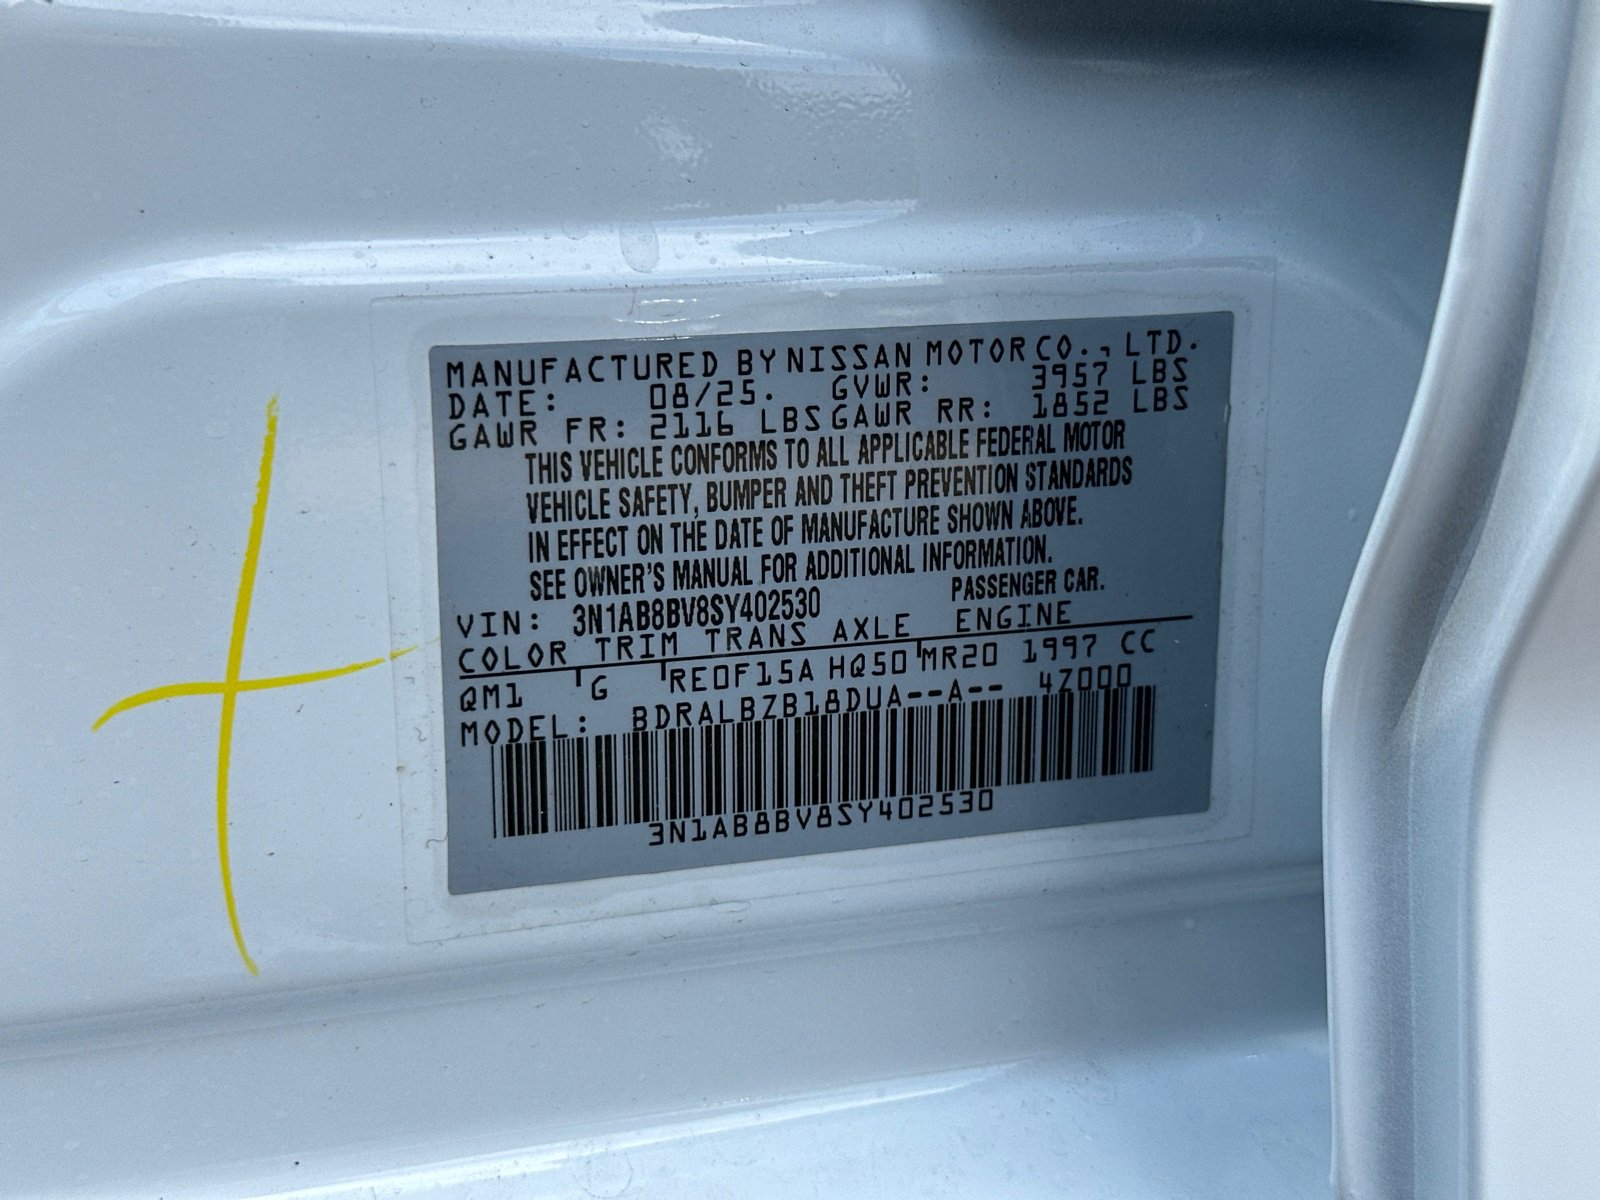 MANUFACTURED BY NISSAN MOTOR CO., LTD.
DATE: 08/25. GVWR: 3957 LBS
GAWR FR: 2116 LBS GAWR RR: 1852 LBS
THIS VEHICLE CONFORMS TO ALL APPLICABLE FEDERAL MOTOR
VEHICLE SAFETY, BUMPER AND THEFT PREVENTION STANDARDS
IN EFFECT ON THE DATE OF MANUFACTURE SHOWN ABOVE.
SEE OWNER'S MANUAL FOR ADDITIONAL INFORMATION.
VIN: 3N1AB8BV8SY402530 PASSENGER CAR.
COLOR TRIM TRANS AXLE ENGINE
QM1 G RE0F15A HQ50 MR20 1997 CC
MODEL: BDRALBZB18DUA--A-- 4Z000
3N1AB8BV8SY402530